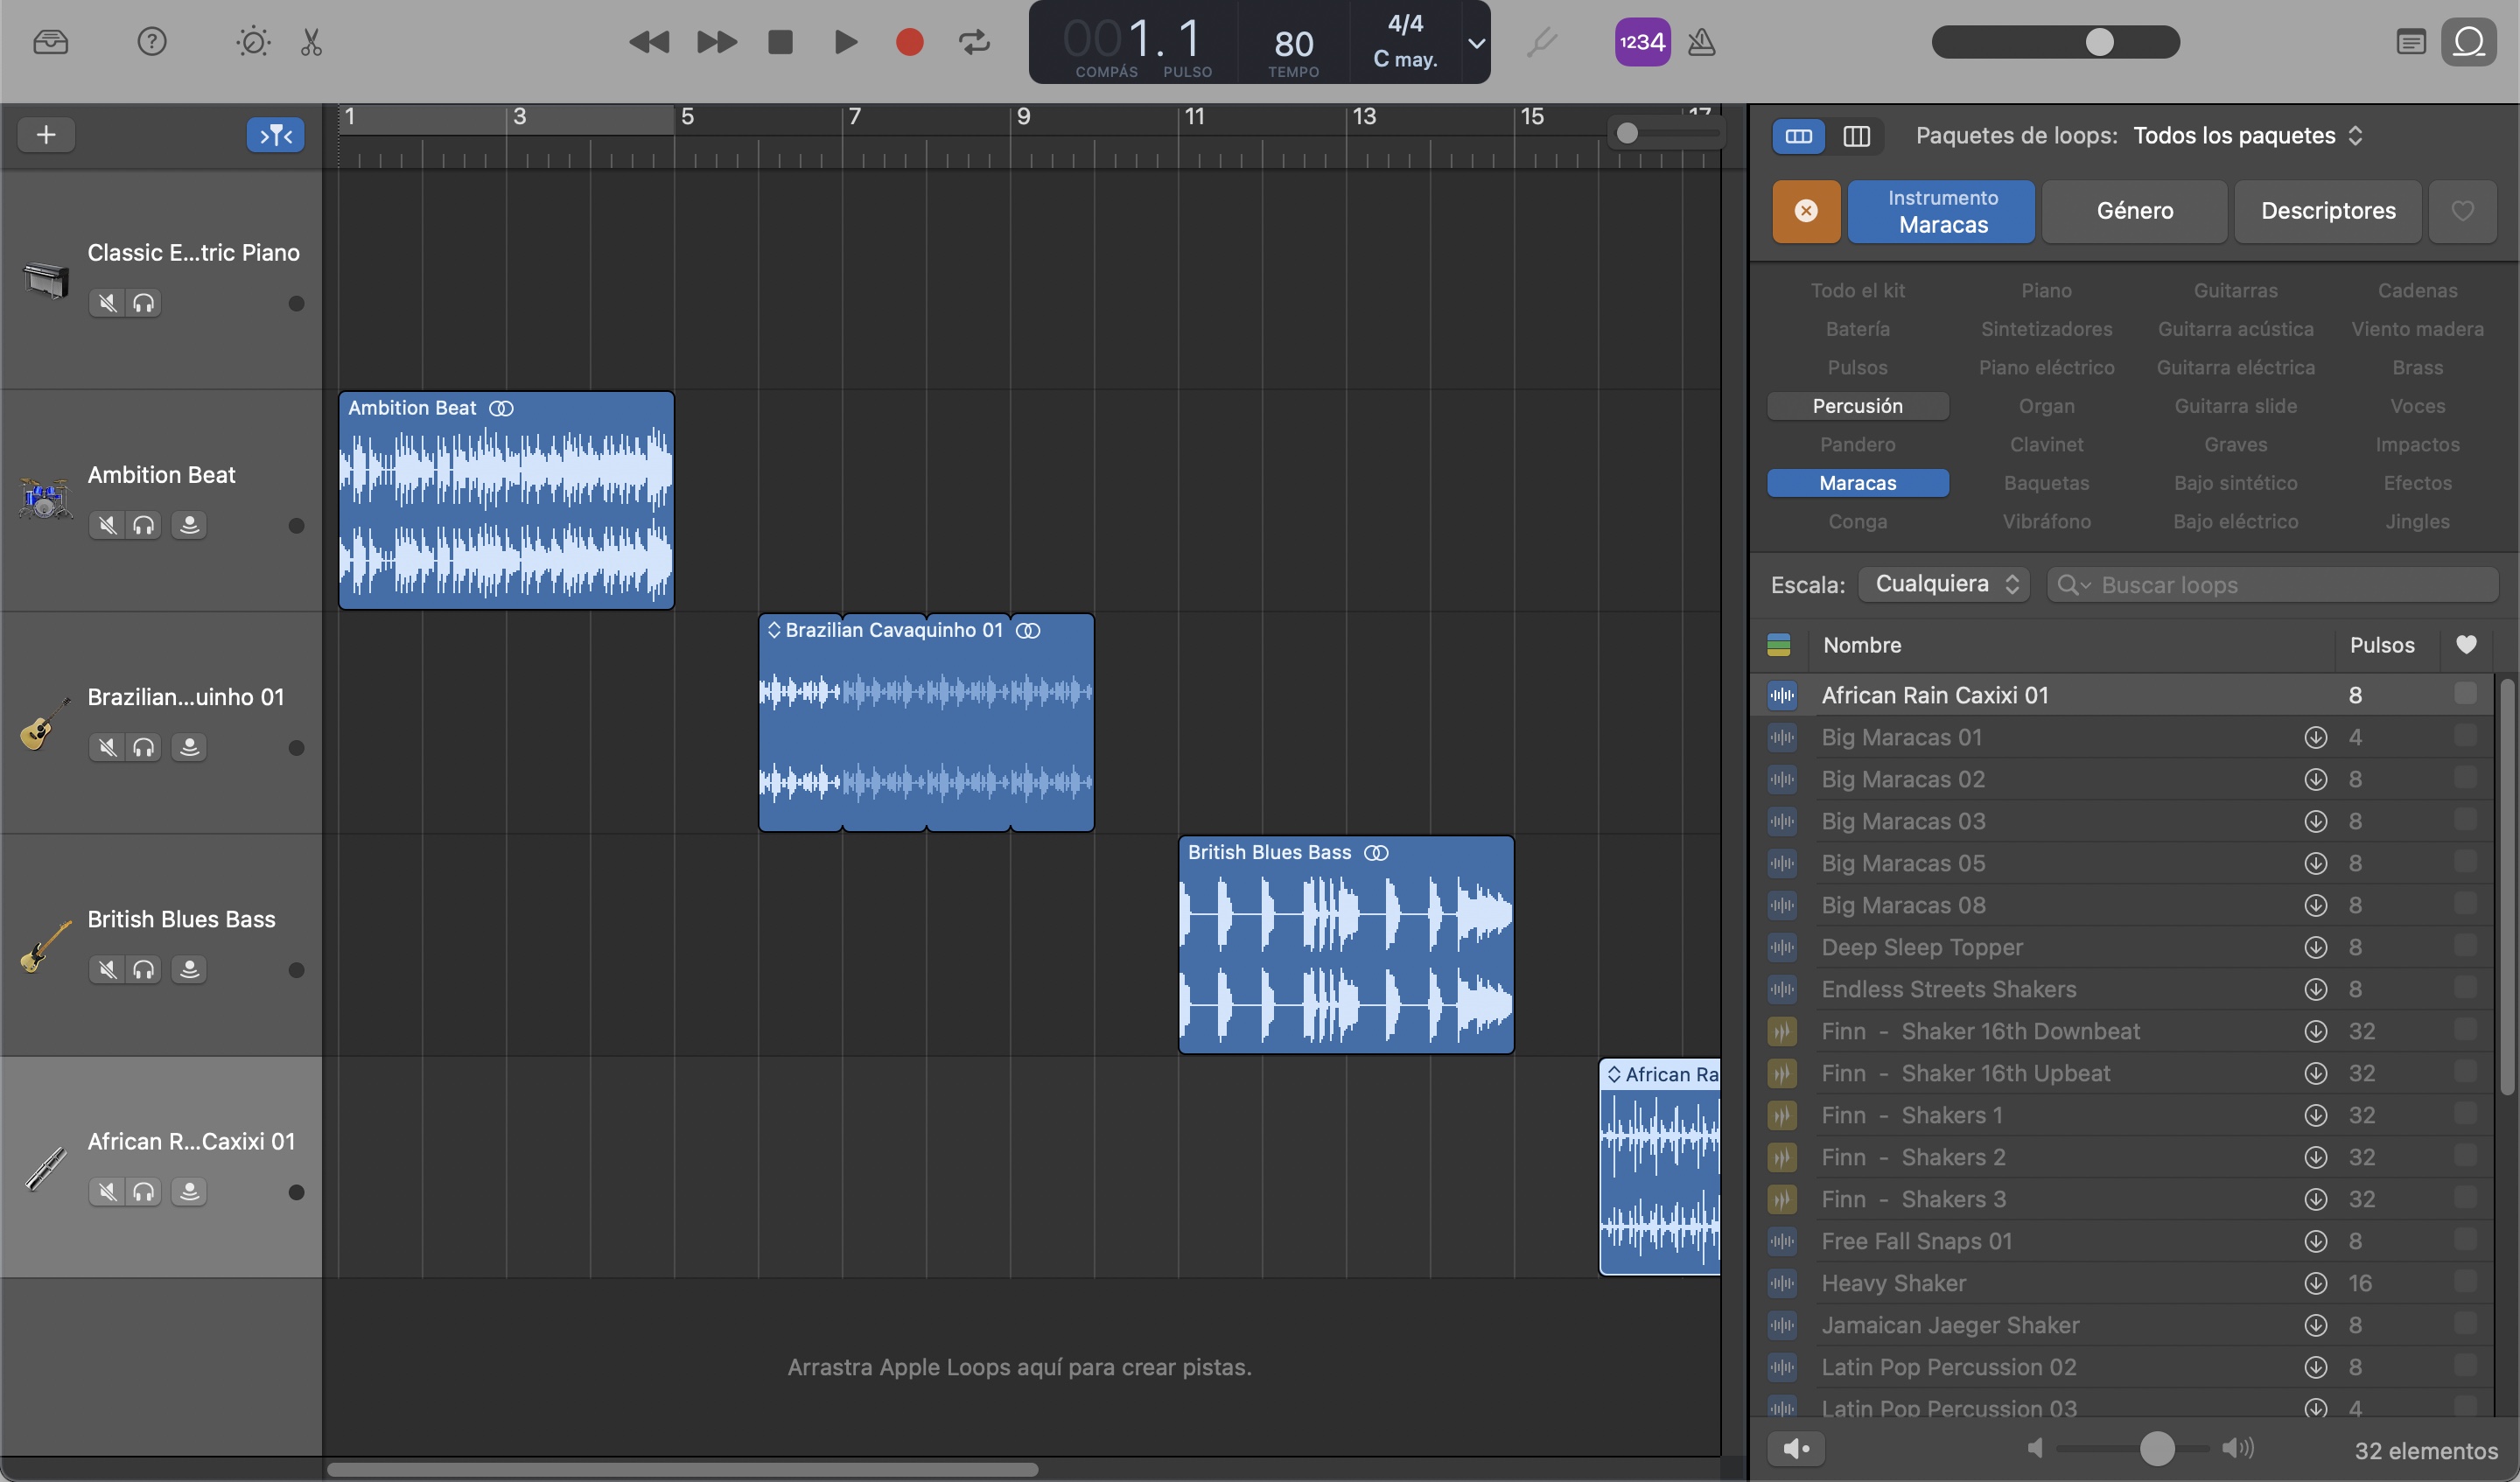 001. 1
COMPÁS PULSO
80
TEMPO
4/4
C may.
1234
1 3 5 7 9 11 13 15 17
Classic E...tric Piano
Ambition Beat
Brazilian...uinho 01
British Blues Bass
African R...Caxixi 01
Ambition Beat
Brazilian Cavaquinho 01
British Blues Bass
African Ra
Arrastra Apple Loops aquí para crear pistas.
Paquetes de loops: Todos los paquetes
Instrumento
Maracas
Género
Descriptores
Todo el kit Piano Guitarras Cadenas
Batería Sintetizadores Guitarra acústica Viento madera
Pulsos Piano eléctrico Guitarra eléctrica Brass
Percusión Organ Guitarra slide Voces
Pandero Clavinet Graves Impactos
Maracas Baquetas Bajo sintético Efectos
Conga Vibráfono Bajo eléctrico Jingles
Escala: Cualquiera Buscar loops
Nombre Pulsos
African Rain Caxixi 01 8
Big Maracas 01 4
Big Maracas 02 8
Big Maracas 03 8
Big Maracas 05 8
Big Maracas 08 8
Deep Sleep Topper 8
Endless Streets Shakers 8
Finn - Shaker 16th Downbeat 32
Finn - Shaker 16th Upbeat 32
Finn - Shakers 1 32
Finn - Shakers 2 32
Finn - Shakers 3 32
Free Fall Snaps 01 8
Heavy Shaker 16
Jamaican Jaeger Shaker 8
Latin Pop Percussion 02 8
Latin Pop Percussion 03 4
32 elementos